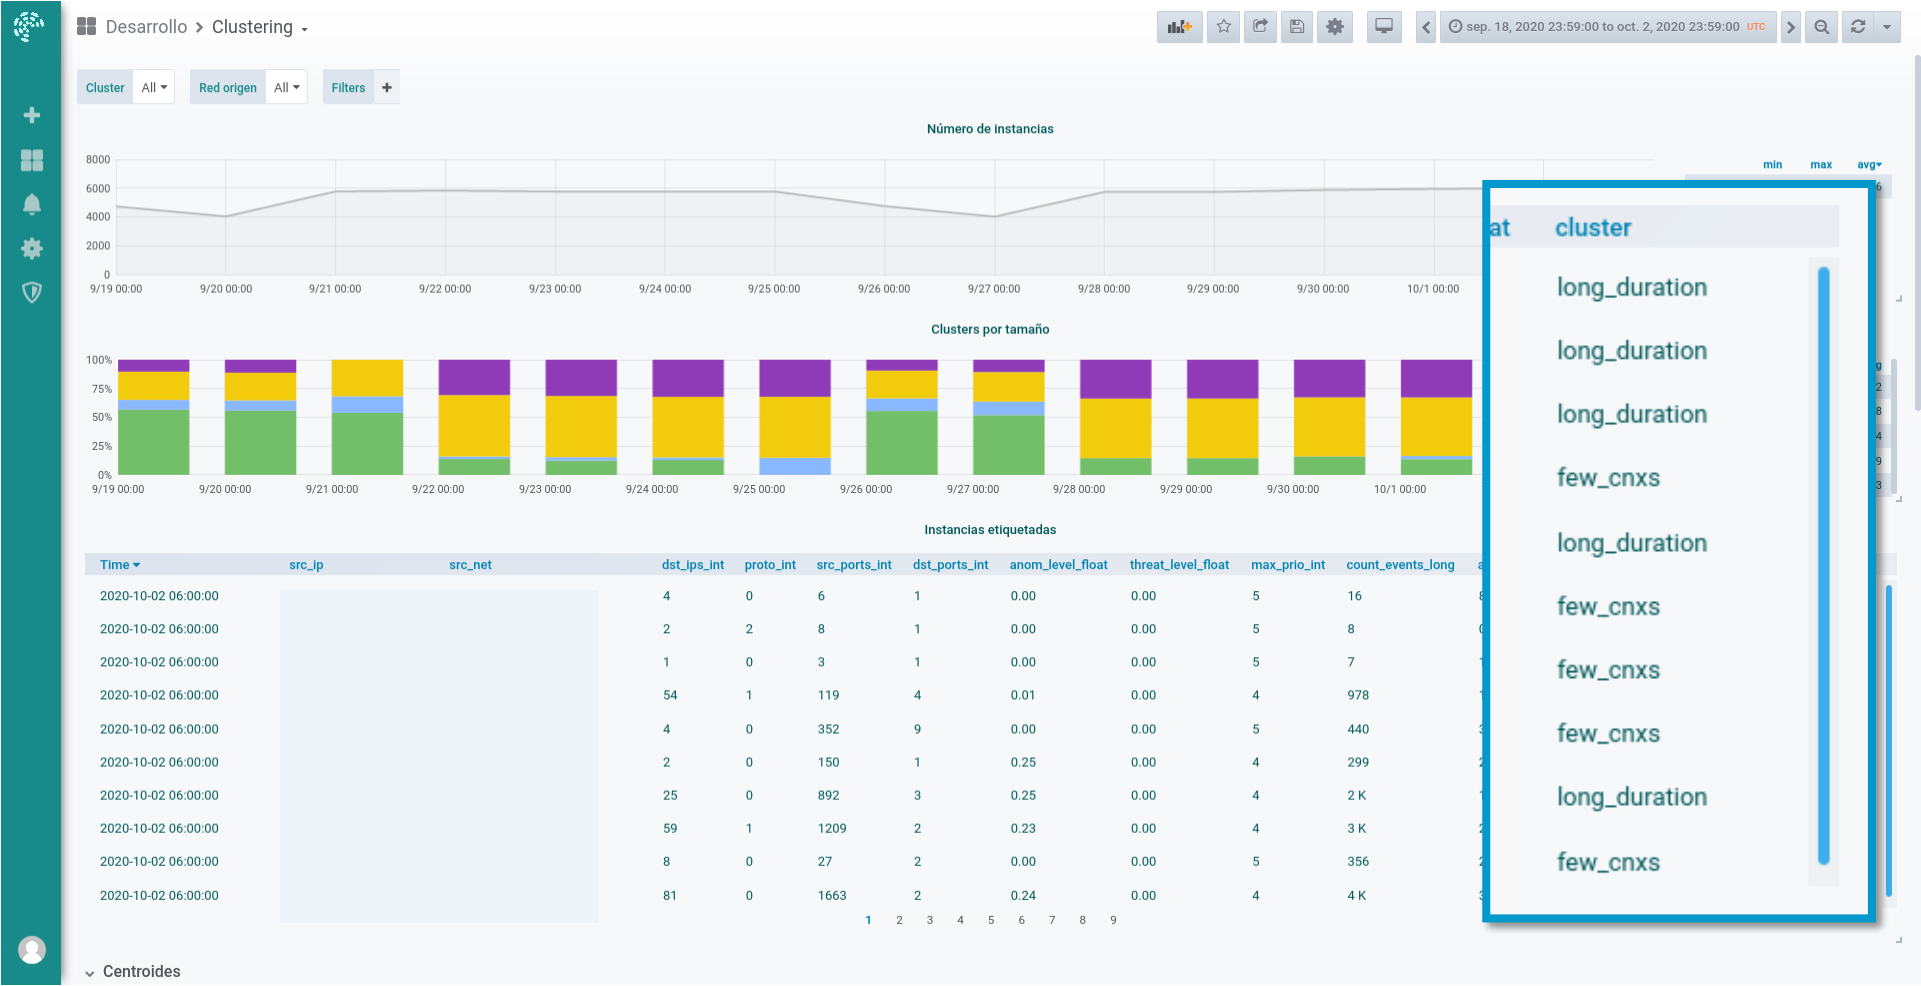 Desarrollo > Clustering
sep. 18, 2020 23:59:00 to oct. 2, 2020 23:59:00 UTC
Cluster All Red origen All Filters +
Número de instancias
min max avg
6
8000
6000
4000
2000
0
9/19 00:00 9/20 00:00 9/21 00:00 9/22 00:00 9/23 00:00 9/24 00:00 9/25 00:00 9/26 00:00 9/27 00:00 9/28 00:00 9/29 00:00 9/30 00:00 10/1 00:00
Clusters por tamaño
100%
75%
50%
25%
0%
g
2
8
4
9
3
9/19 00:00 9/20 00:00 9/21 00:00 9/22 00:00 9/23 00:00 9/24 00:00 9/25 00:00 9/26 00:00 9/27 00:00 9/28 00:00 9/29 00:00 9/30 00:00 10/1 00:00
Instancias etiquetadas
Time src_ip src_net dst_ips_int proto_int src_ports_int dst_ports_int anom_level_float threat_level_float max_prio_int count_events_long
2020-10-02 06:00:00 4 0 6 1 0.00 0.00 5 16
2020-10-02 06:00:00 2 2 8 1 0.00 0.00 5 8
2020-10-02 06:00:00 1 0 3 1 0.00 0.00 5 7
2020-10-02 06:00:00 54 1 119 4 0.01 0.00 4 978
2020-10-02 06:00:00 4 0 352 9 0.00 0.00 5 440
2020-10-02 06:00:00 2 0 150 1 0.25 0.00 4 299
2020-10-02 06:00:00 25 0 892 3 0.25 0.00 4 2 K
2020-10-02 06:00:00 59 1 1209 2 0.23 0.00 4 3 K
2020-10-02 06:00:00 8 0 27 2 0.00 0.00 5 356
2020-10-02 06:00:00 81 0 1663 2 0.24 0.00 4 4 K
1 2 3 4 5 6 7 8 9
at cluster
long_duration
long_duration
long_duration
few_cnxs
long_duration
few_cnxs
few_cnxs
few_cnxs
long_duration
few_cnxs
Centroides